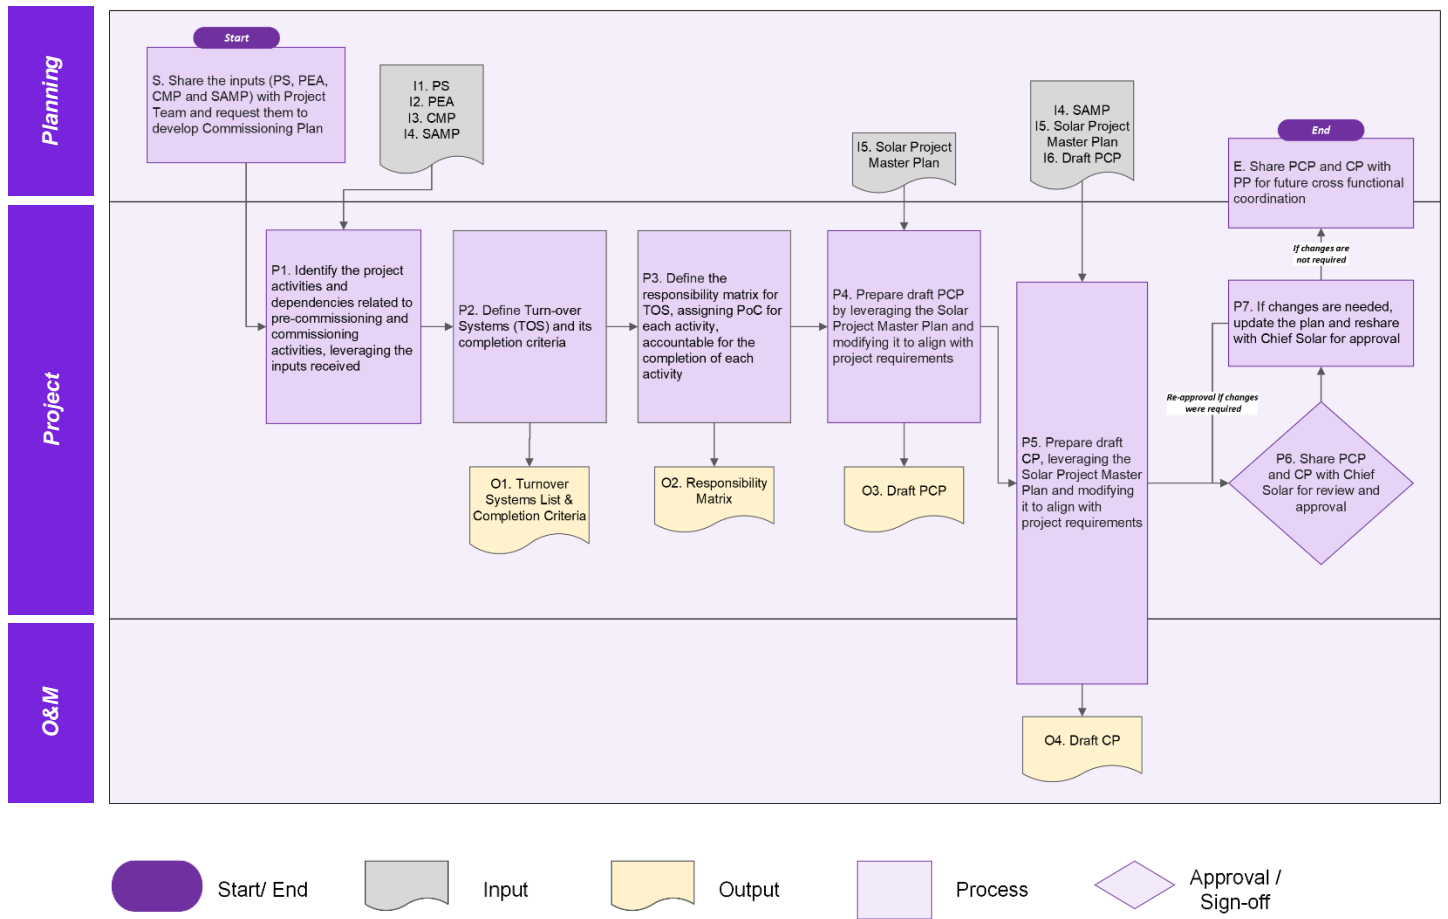 Planning
Start
S. Share the inputs (PS, PEA,
CMP and SAMP) with Project
Team and request them to
develop Commissioning Plan
I1. PS
I2. PEA
I3. CMP
I4. SAMP
I5. Solar Project
Master Plan
I4. SAMP
I5. Solar Project
Master Plan
I6. Draft PCP
End
E. Share PCP and CP with
PP for future cross functional
coordination
Project
P1. Identify the project
activities and
dependencies related to
pre-commissioning and
commissioning
activities, leveraging the
inputs received
P2. Define Turn-over
Systems (TOS) and its
completion criteria
P3. Define the
responsibility matrix for
TOS, assigning PoC for
each activity,
accountable for the
completion of each
activity
P4. Prepare draft PCP
by leveraging the Solar
Project Master Plan and
modifying it to align with
project requirements
P5. Prepare draft
CP, leveraging the
Solar Project Master
Plan and modifying
it to align with
project requirements
If changes are
not required
P7. If changes are needed,
update the plan and reshare
with Chief Solar for approval
Re-approval if changes
were required
P6. Share PCP
and CP with Chief
Solar for review and
approval
O1. Turnover
Systems List &
Completion Criteria
O2. Responsibility
Matrix
O3. Draft PCP
O&M
O4. Draft CP
Start/ End
Input
Output
Process
Approval /
Sign-off